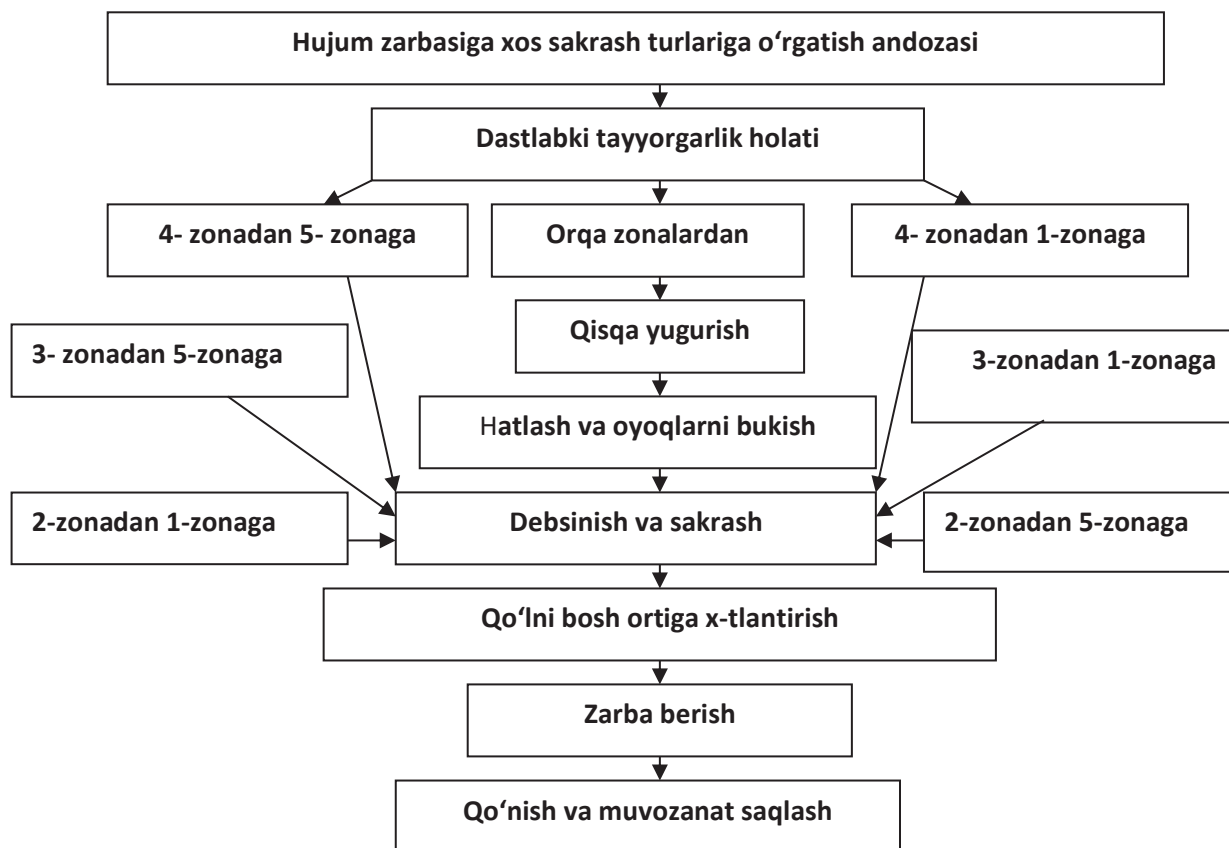 Hujum zarbasiga xos sakrash turlariga o‘rgatish andozasi
Dastlabki tayyorgarlik holati
4- zonadan 5- zonaga
Orqa zonalardan
4- zonadan 1-zonaga
Qisqa yugurish
3- zonadan 5-zonaga
3-zonadan 1-zonaga
Hatlash va oyoqlarni bukish
2-zonadan 1-zonaga
Debsinish va sakrash
2-zonadan 5-zonaga
Qo‘lni bosh ortiga x-tlantirish
Zarba berish
Qo‘nish va muvozanat saqlash